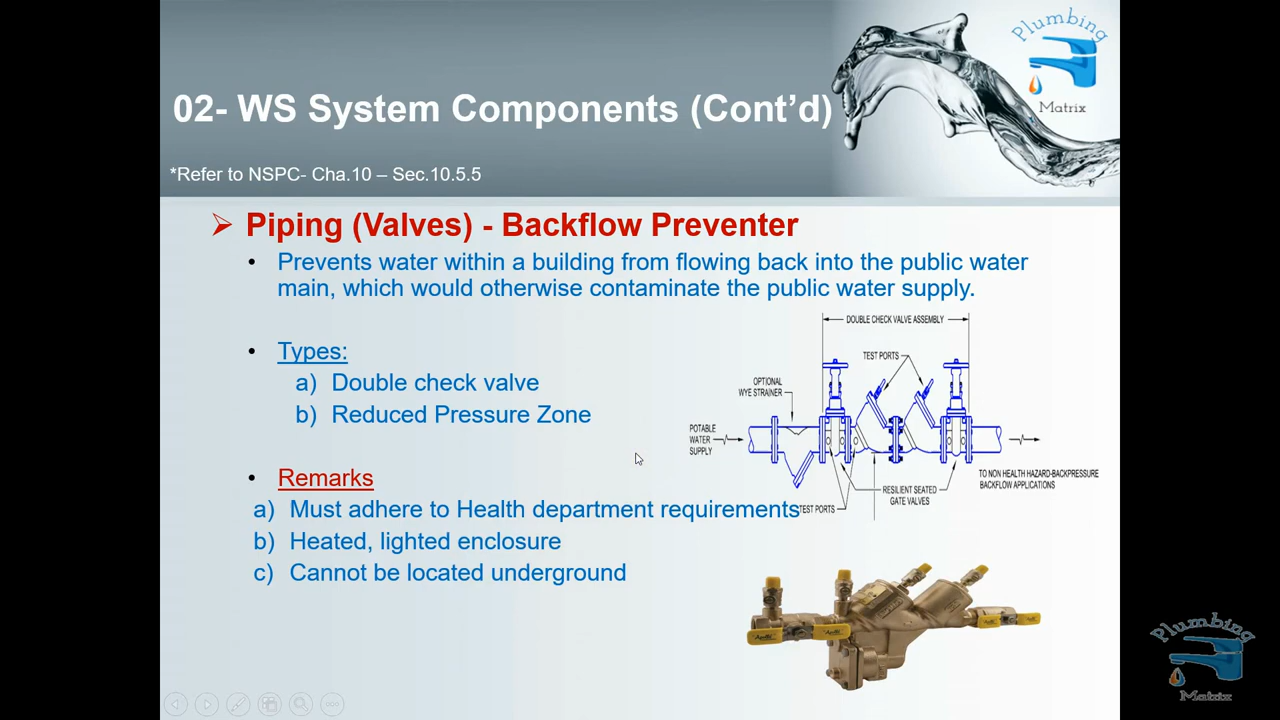 Plumbing
Matrix
02- WS System Components (Cont’d)
*Refer to NSPC- Cha.10 – Sec.10.5.5
➢ Piping (Valves) - Backflow Preventer
• Prevents water within a building from flowing back into the public water
main, which would otherwise contaminate the public water supply.
• Types:
a) Double check valve
b) Reduced Pressure Zone
• Remarks
a) Must adhere to Health department requirements
b) Heated, lighted enclosure
c) Cannot be located underground
DOUBLE CHECK VALVE ASSEMBLY
TEST PORTS
OPTIONAL
WYE STRAINER
POTABLE
WATER
SUPPLY
TO NON HEALTH HAZARD-BACKPRESSURE
BACKFLOW APPLICATIONS
RESILIENT SEATED
GATE VALVES
TEST PORTS
Apollo
Apollo
Plumbing
Matrix